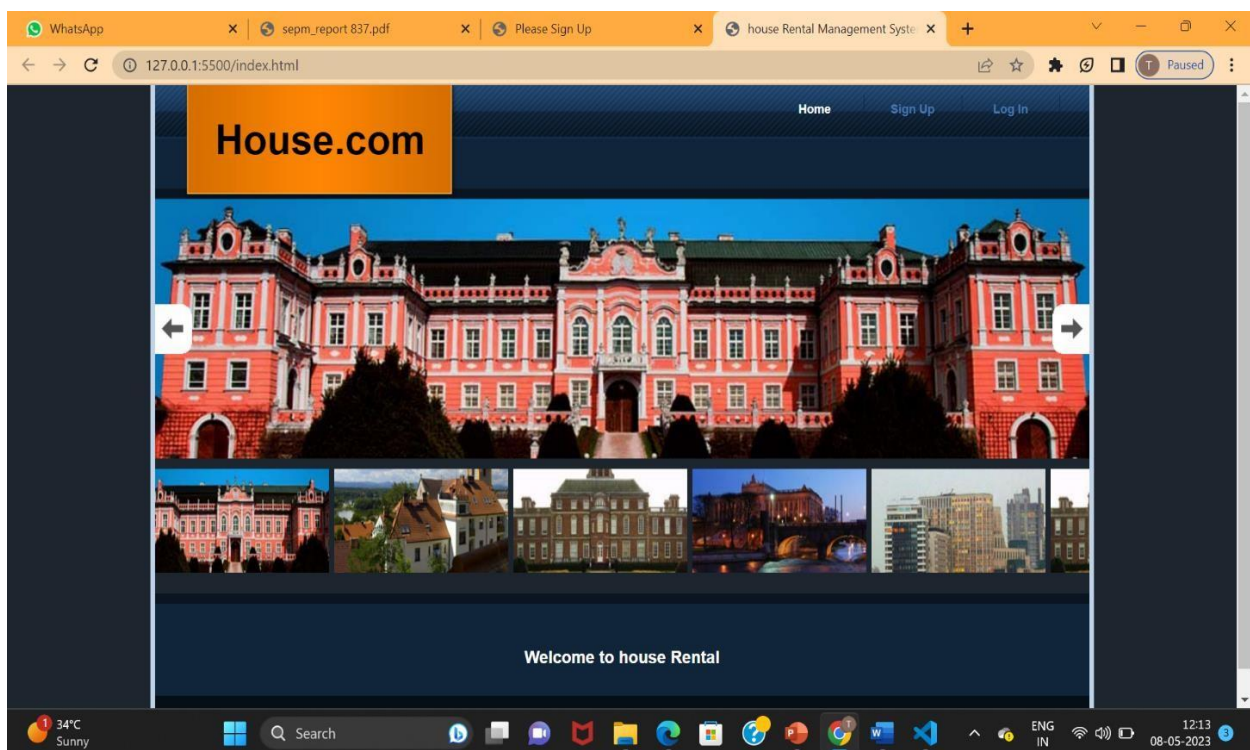 WhatsApp
sepm_report 837.pdf
Please Sign Up
house Rental Management Syste
127.0.0.1:5500/index.html
T
Paused
House.com
Home
Sign Up
Log In
Welcome to house Rental
1
34°C
Sunny
Search
ENG
IN
12:13
08-05-2023
3